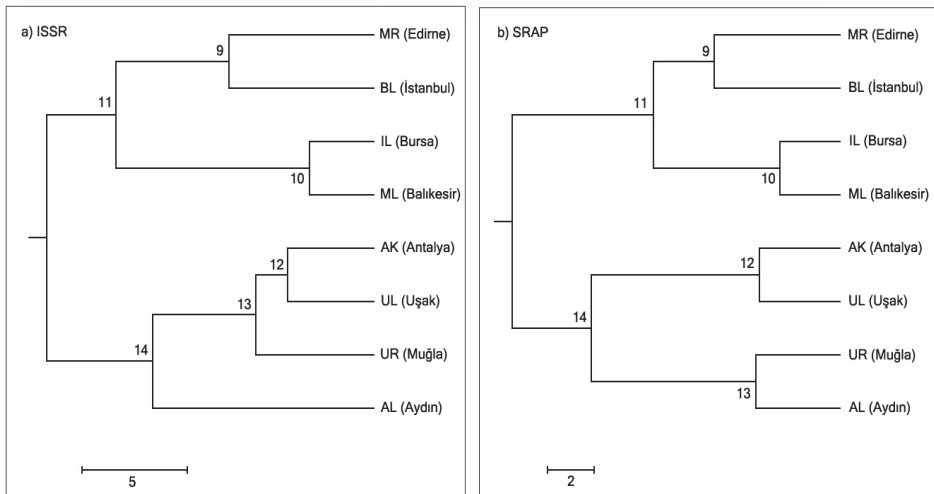 a) ISSR
MR (Edirne)
9
BL (İstanbul)
11
IL (Bursa)
10
ML (Balıkesir)
AK (Antalya)
12
UL (Uşak)
13
14
UR (Muğla)
AL (Aydın)
5
b) SRAP
MR (Edirne)
9
BL (İstanbul)
11
IL (Bursa)
10
ML (Balıkesir)
AK (Antalya)
12
UL (Uşak)
14
UR (Muğla)
13
AL (Aydın)
2